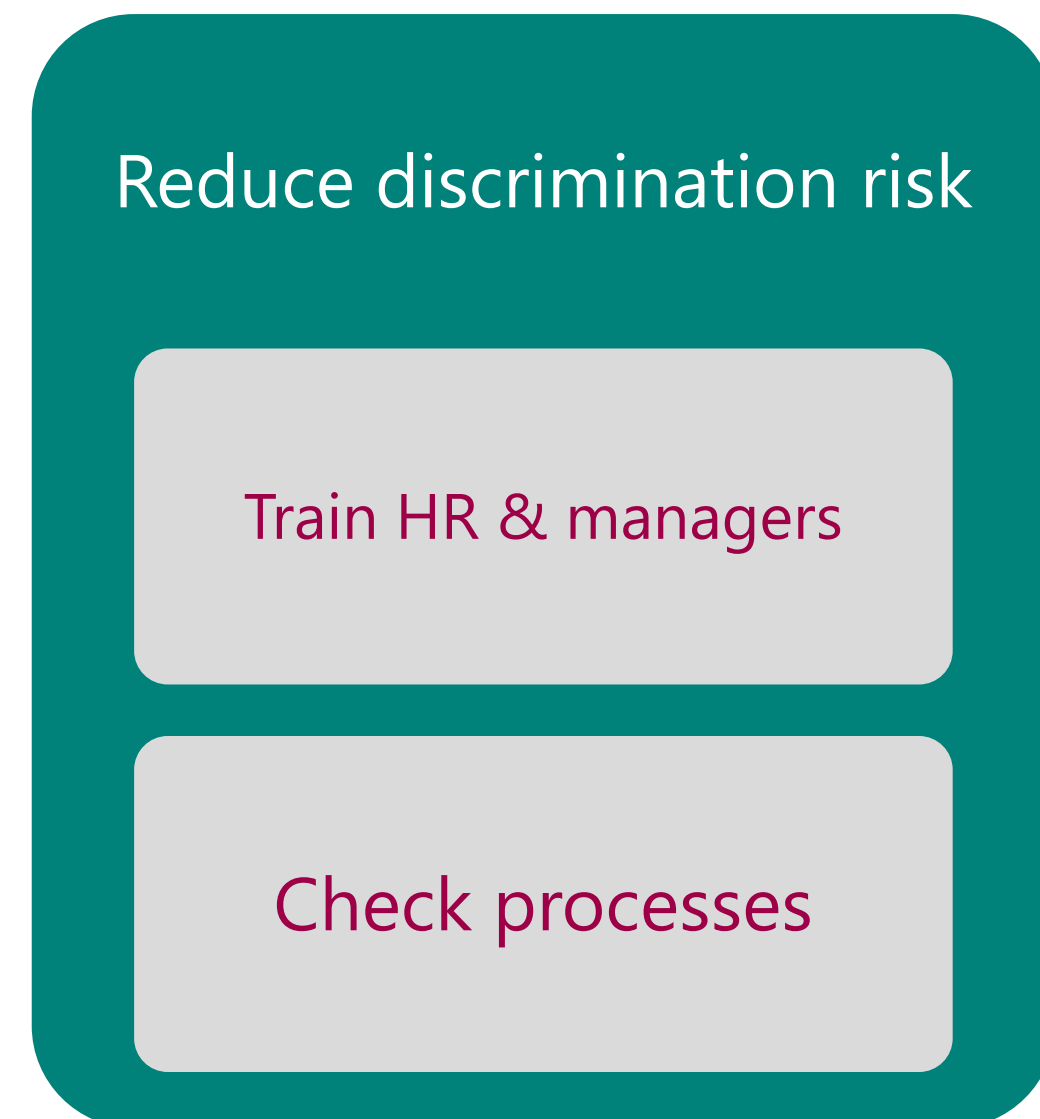 Reduce discrimination risk
Train HR & managers
Check processes